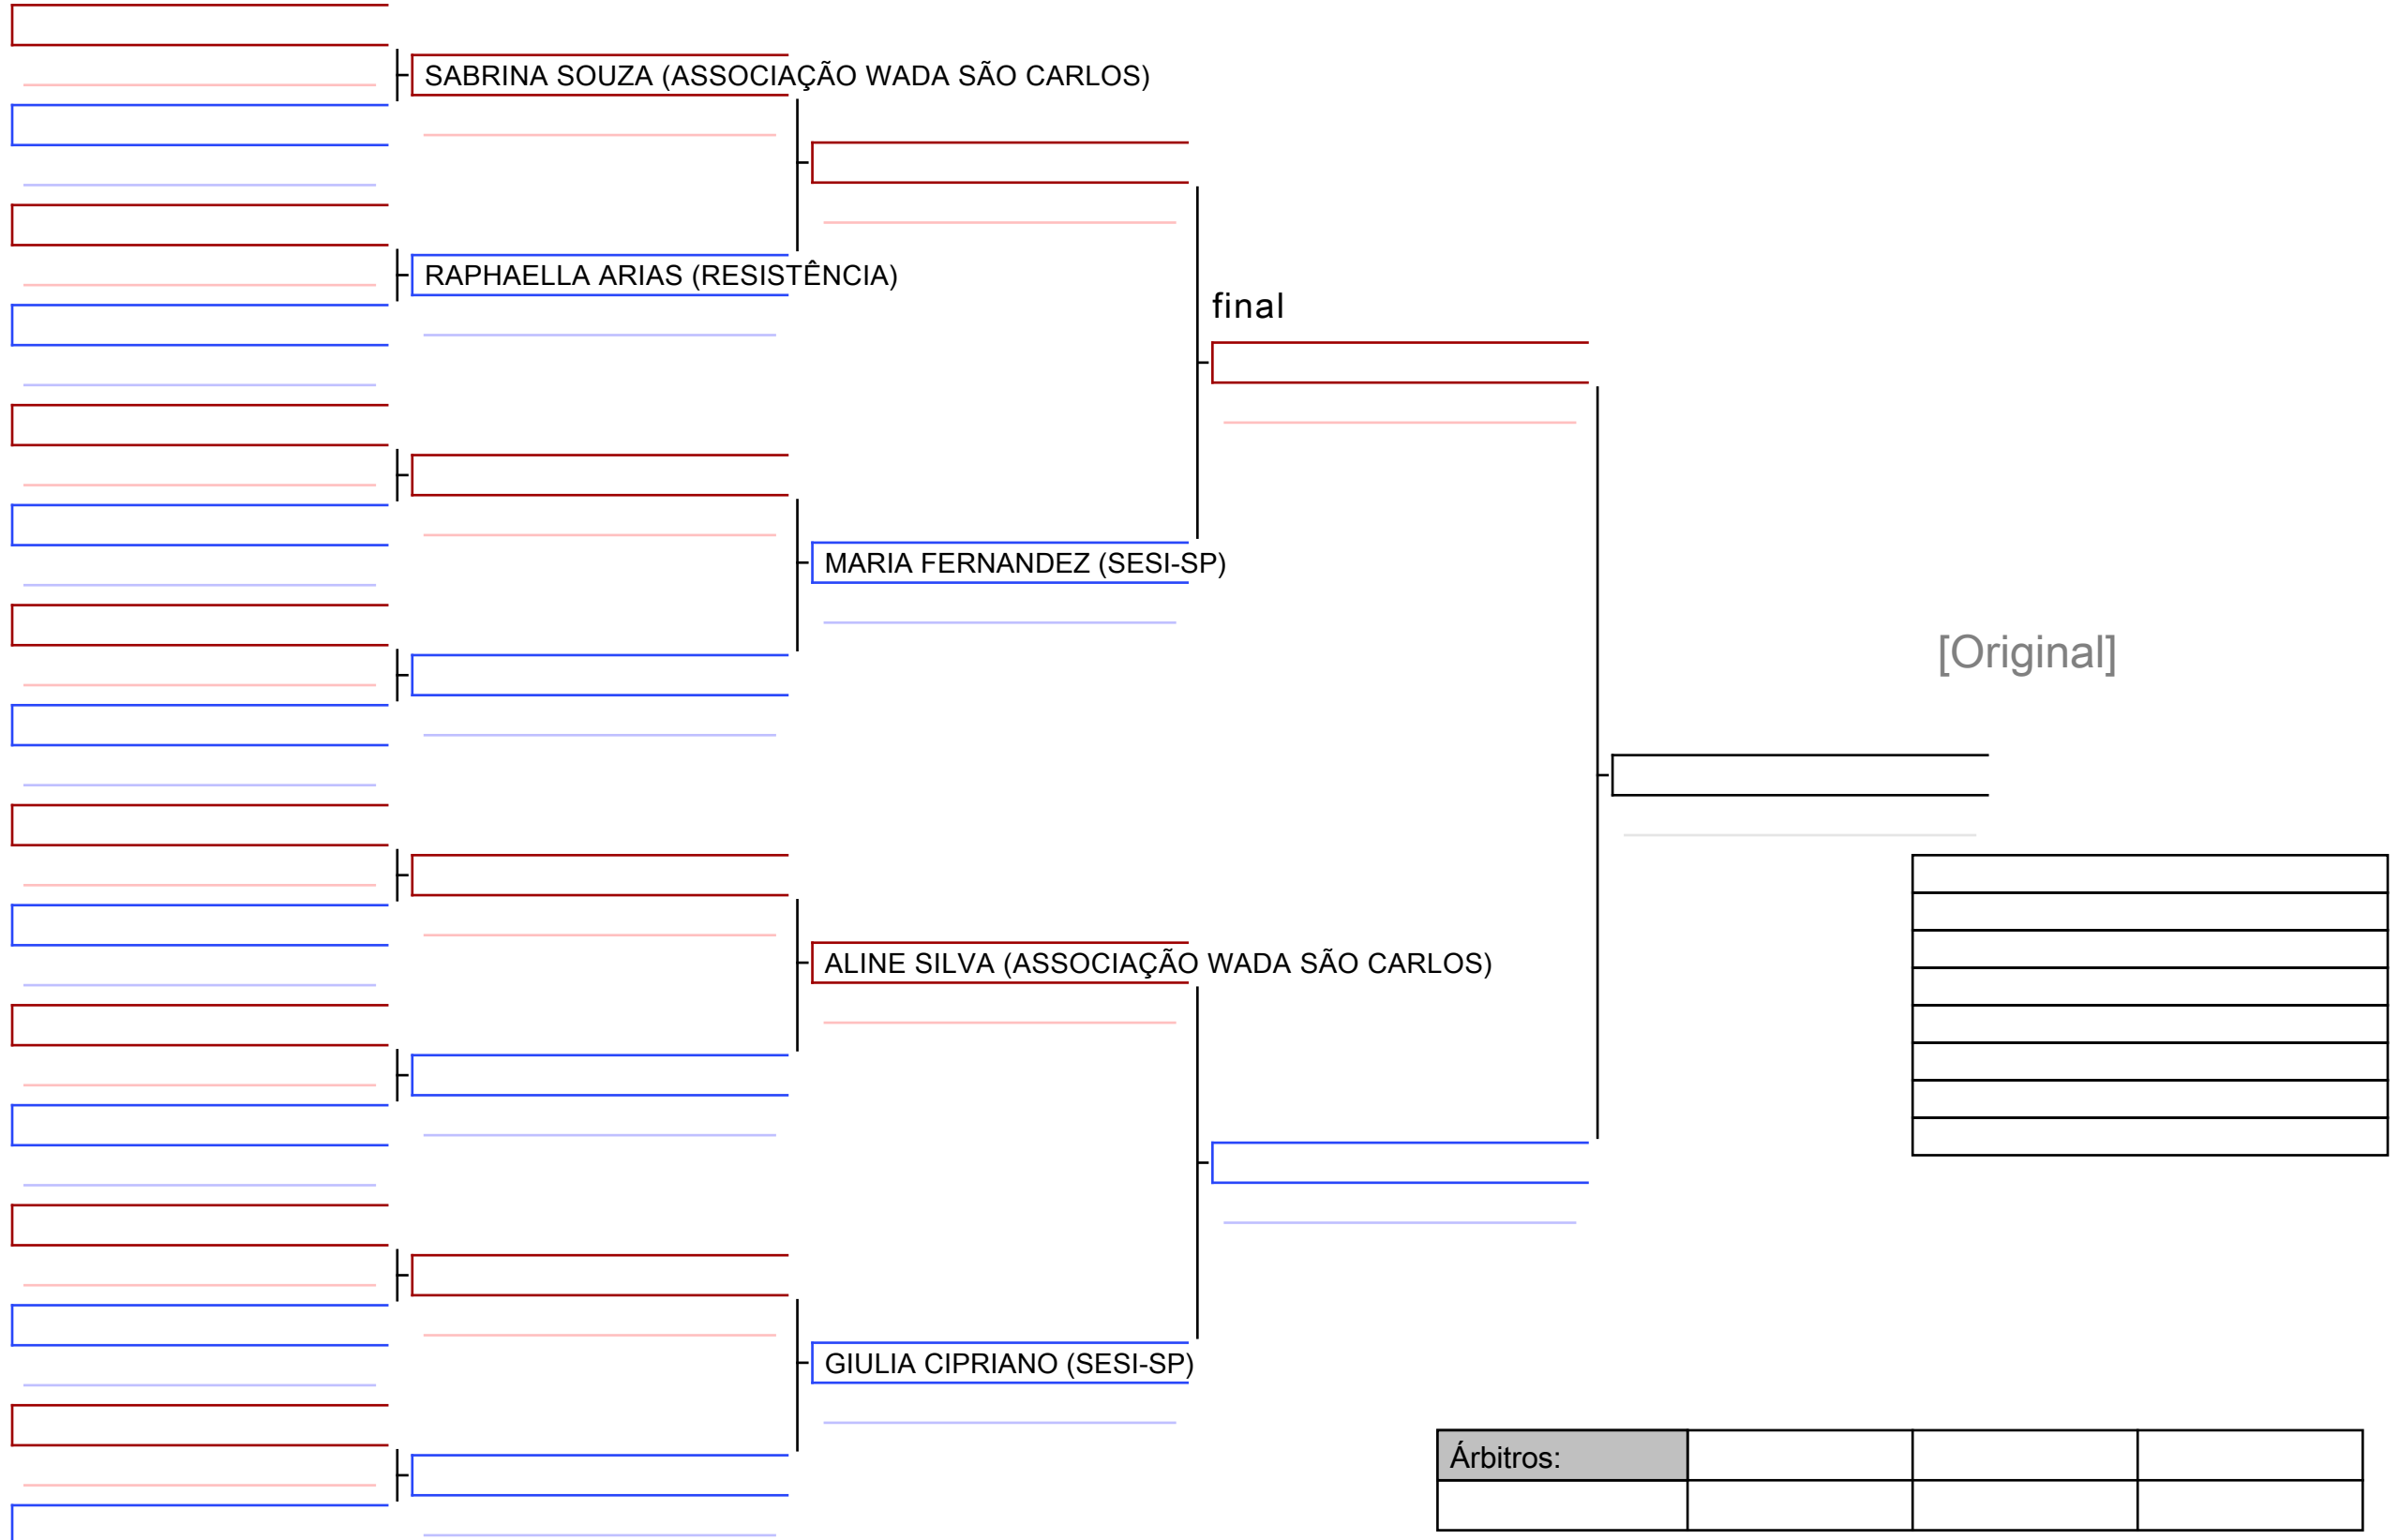 SABRINA SOUZA (ASSOCIAÇÃO WADA SÃO CARLOS)
RAPHAELLA ARIAS (RESISTÊNCIA)
final
MARIA FERNANDEZ (SESI-SP)
[Original]
ALINE SILVA (ASSOCIAÇÃO WADA SÃO CARLOS)
GIULIA CIPRIANO (SESI-SP)
Árbitros: